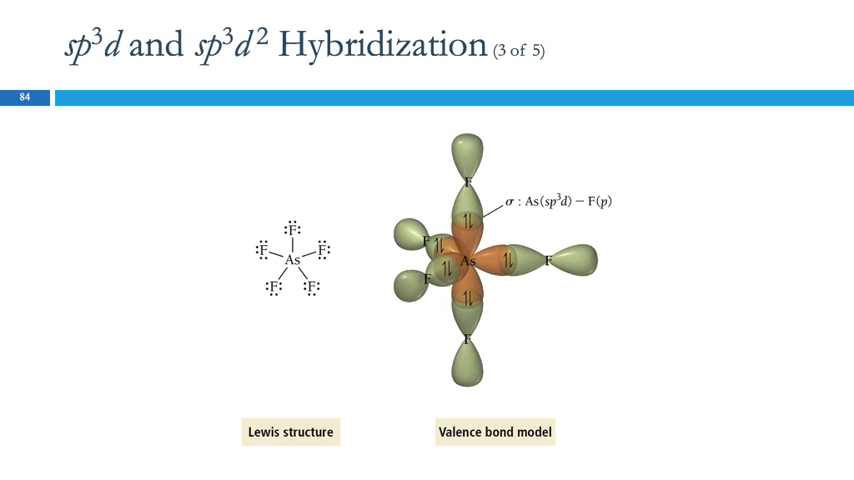 sp³d and sp³d² Hybridization (3 of 5)
84
:F:
:F F:
As
:F: :F:
Lewis structure
F
σ : As(sp³d) – F(p)
F
As F
F
F
Valence bond model